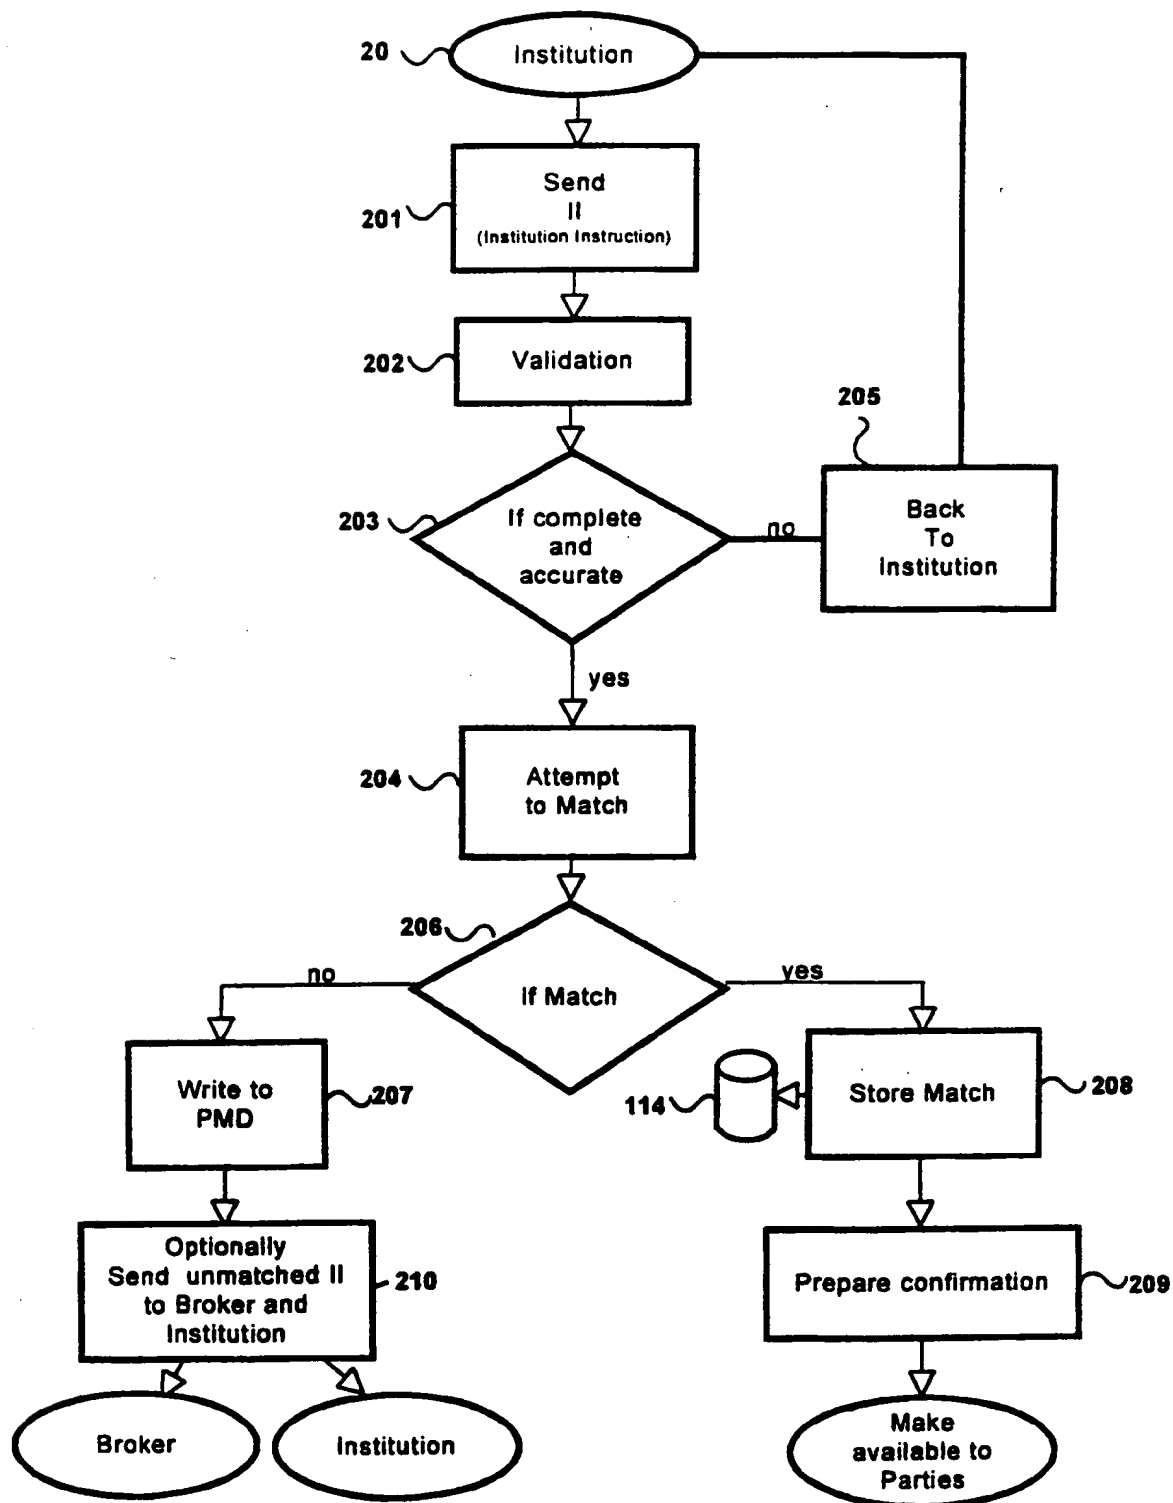 20
Institution
Send
II
(Institution Instruction)
201
Validation
202
205
203
If complete
and
accurate
no
Back
To
Institution
yes
204
Attempt
to Match
206
no
If Match
yes
Write to
PMD
207
114
Store Match
208
Optionally
Send unmatched II
to Broker and
Institution
210
Prepare confirmation
209
Broker
Institution
Make
available to
Parties